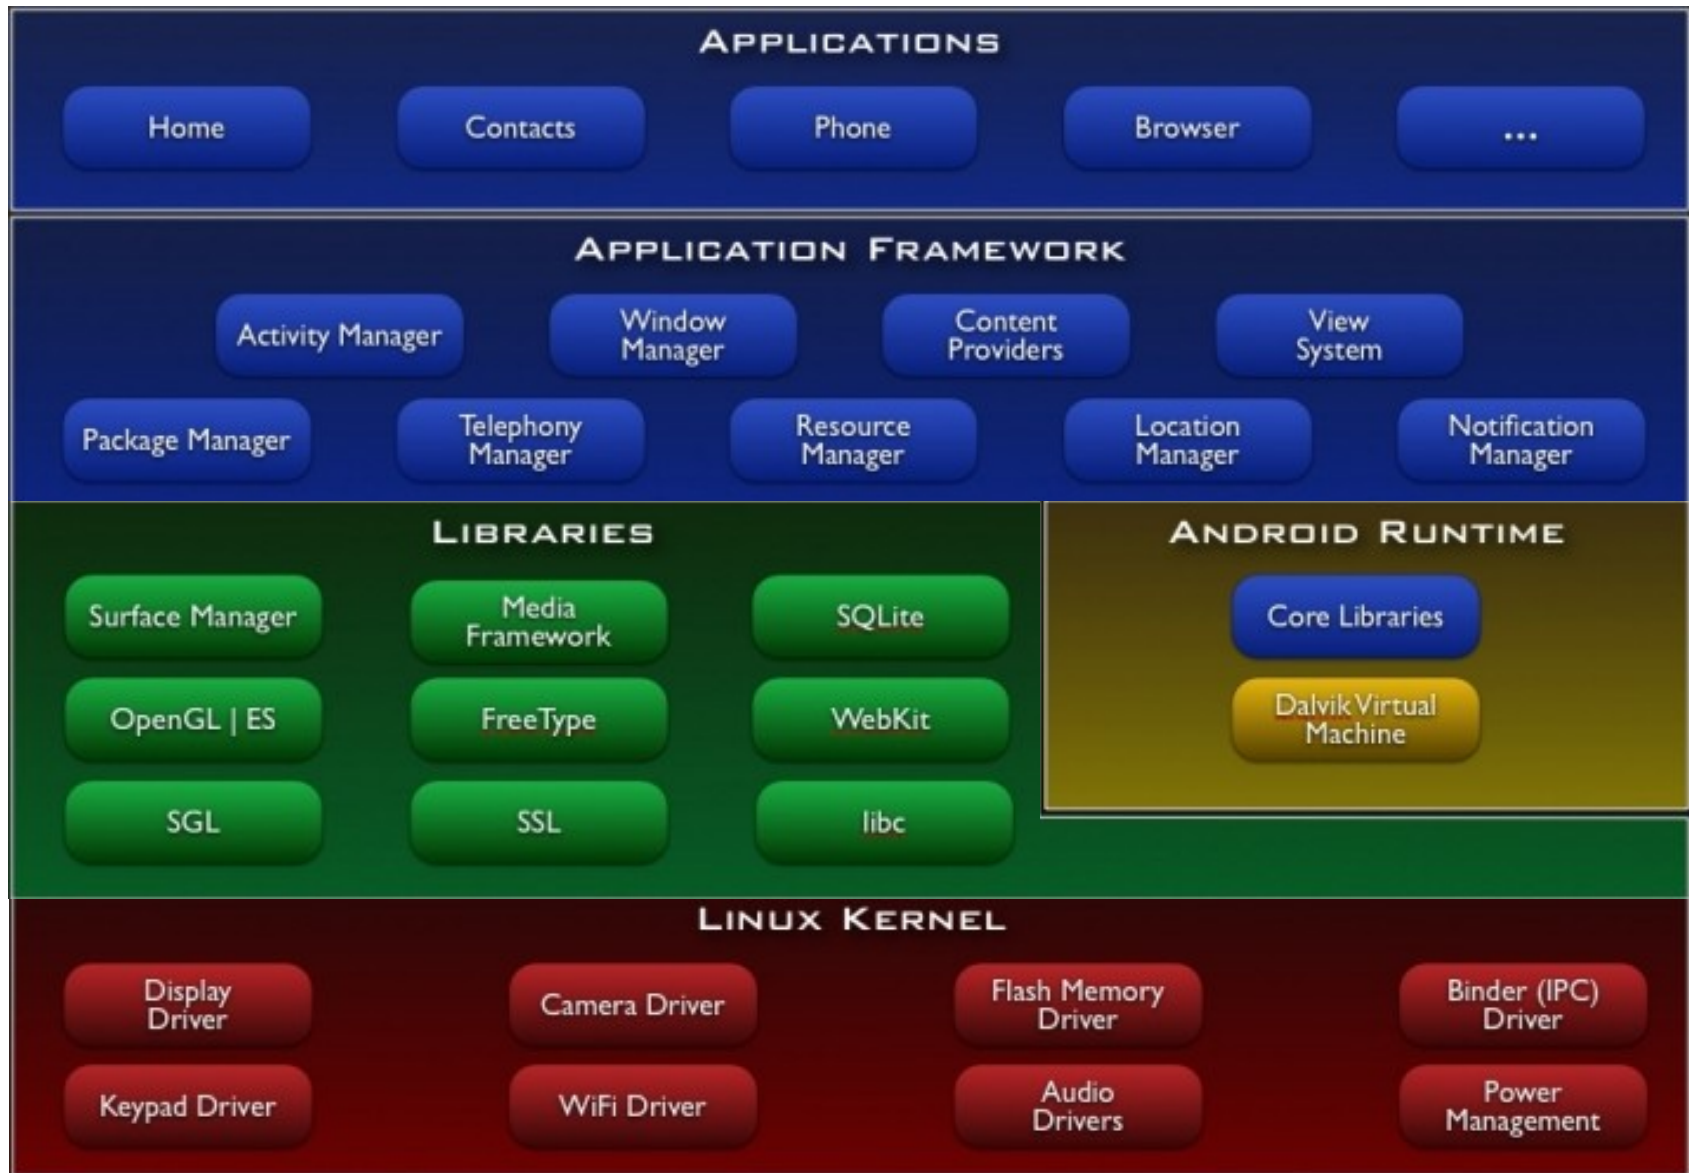 APPLICATIONS
Home
Contacts
Phone
Browser
...
APPLICATION FRAMEWORK
Activity Manager
Window
Manager
Content
Providers
View
System
Package Manager
Telephony
Manager
Resource
Manager
Location
Manager
Notification
Manager
LIBRARIES
Surface Manager
Media
Framework
SQLite
OpenGL | ES
FreeType
WebKit
SGL
SSL
libc
ANDROID RUNTIME
Core Libraries
Dalvik Virtual
Machine
LINUX KERNEL
Display
Driver
Camera Driver
Flash Memory
Driver
Binder (IPC)
Driver
Keypad Driver
WiFi Driver
Audio
Drivers
Power
Management